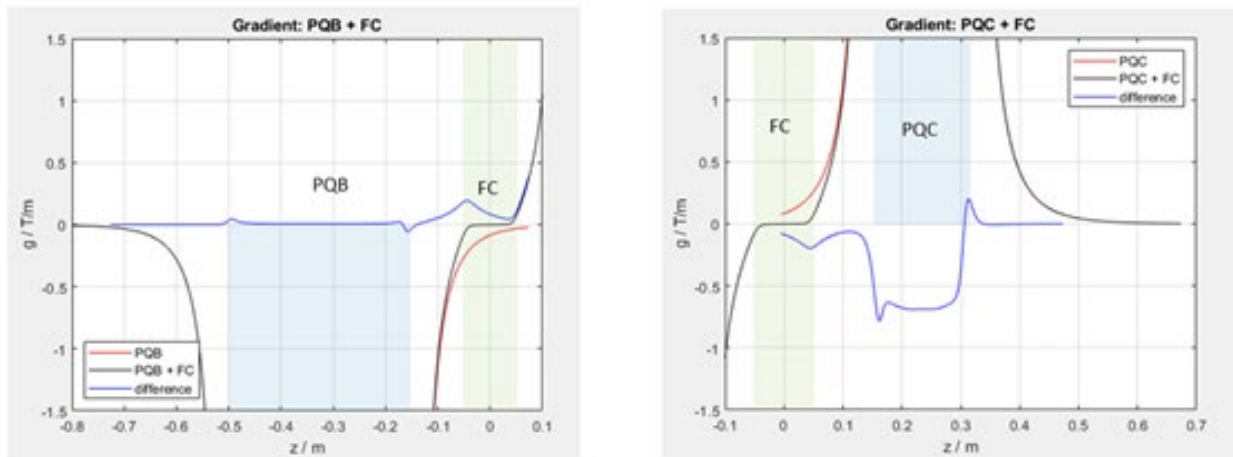 Gradient: PQB + FC
1.5
1
0.5
0
-0.5
-1
-1.5
g / T/m
PQB
FC
PQB
PQB + FC
difference
-0.8
-0.7
-0.6
-0.5
-0.4
-0.3
-0.2
-0.1
0
0.1
z / m
Gradient: PQC + FC
1.5
1
0.5
0
-0.5
-1
-1.5
g / T/m
FC
PQC
PQC
PQC + FC
difference
-0.1
0
0.1
0.2
0.3
0.4
0.5
0.6
0.7
z / m